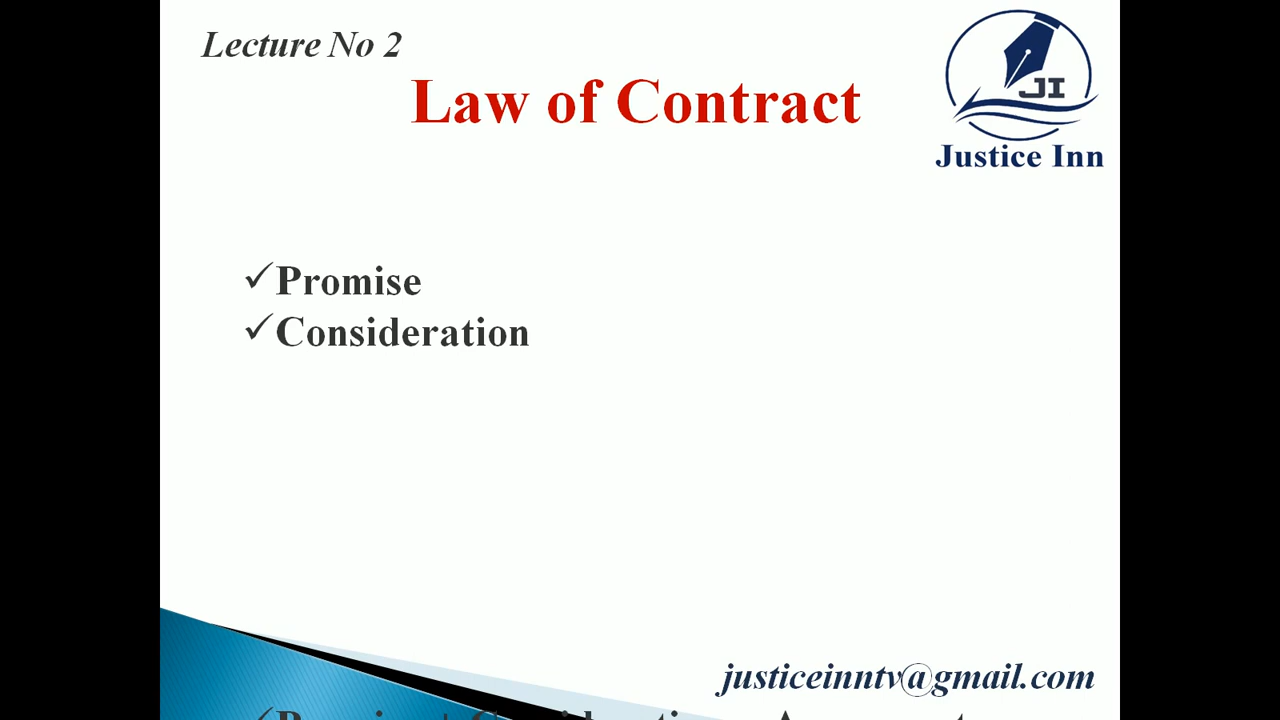 Lecture No 2
Law of Contract
JI
Justice Inn
✓Promise
✓Consideration
justiceinntv@gmail.com